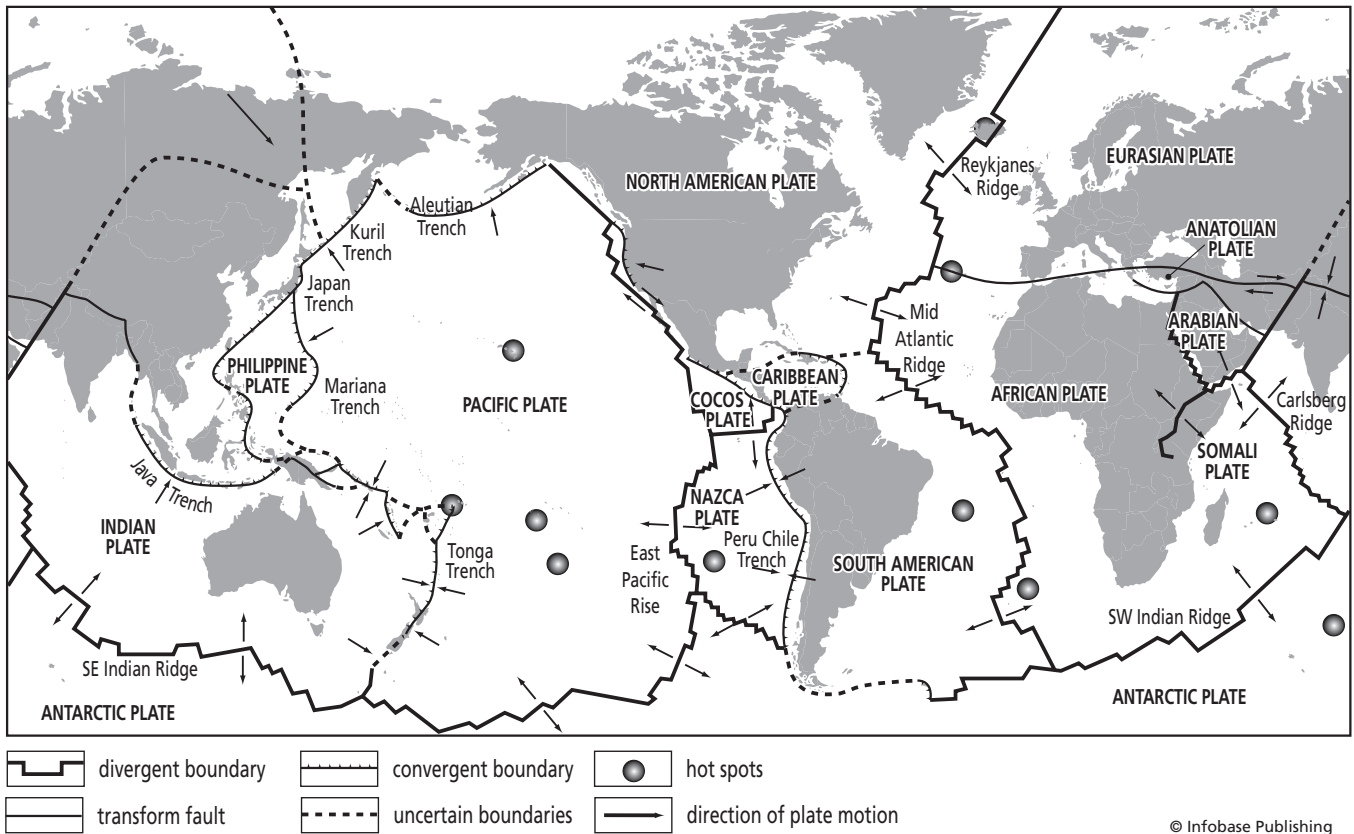 Reykjanes
Ridge
EURASIAN PLATE
NORTH AMERICAN PLATE
Aleutian
Trench
Kuril
Trench
ANATOLIAN
PLATE
Japan
Trench
Mid
Atlantic
Ridge
ARABIAN
PLATE
PHILIPPINE
PLATE
Mariana
Trench
PACIFIC PLATE
COCOS
PLATE
CARIBBEAN
PLATE
AFRICAN PLATE
Carlsberg
Ridge
SOMALI
PLATE
Java Trench
INDIAN
PLATE
NAZCA
PLATE
Peru Chile
Trench
Tonga
Trench
East
Pacific
Rise
SOUTH AMERICAN
PLATE
SW Indian Ridge
SE Indian Ridge
ANTARCTIC PLATE
ANTARCTIC PLATE
divergent boundary
convergent boundary
hot spots
transform fault
uncertain boundaries
direction of plate motion
© Infobase Publishing